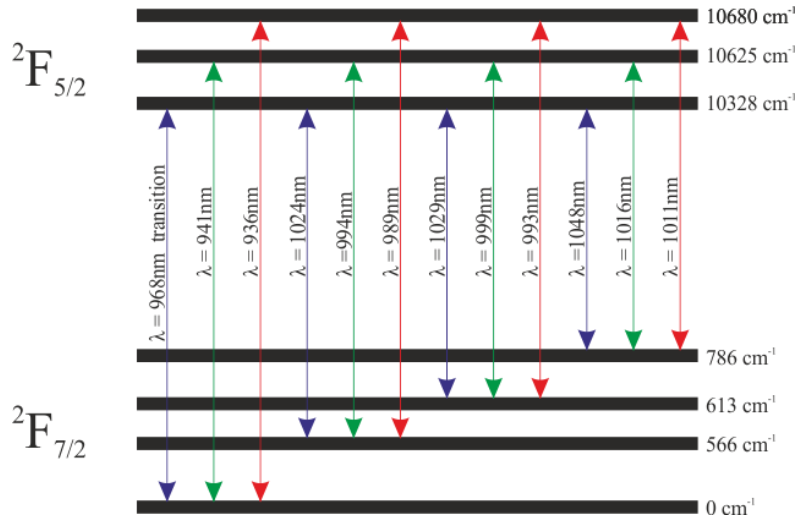 10680 cm⁻¹
10625 cm⁻¹
²F₅/₂
10328 cm⁻¹
λ = 968nm transition
λ = 941nm
λ = 936nm
λ = 1024nm
λ = 994nm
λ = 989nm
λ = 1029nm
λ = 999nm
λ = 993nm
λ = 1048nm
λ = 1016nm
λ = 1011nm
786 cm⁻¹
613 cm⁻¹
²F₇/₂
566 cm⁻¹
0 cm⁻¹